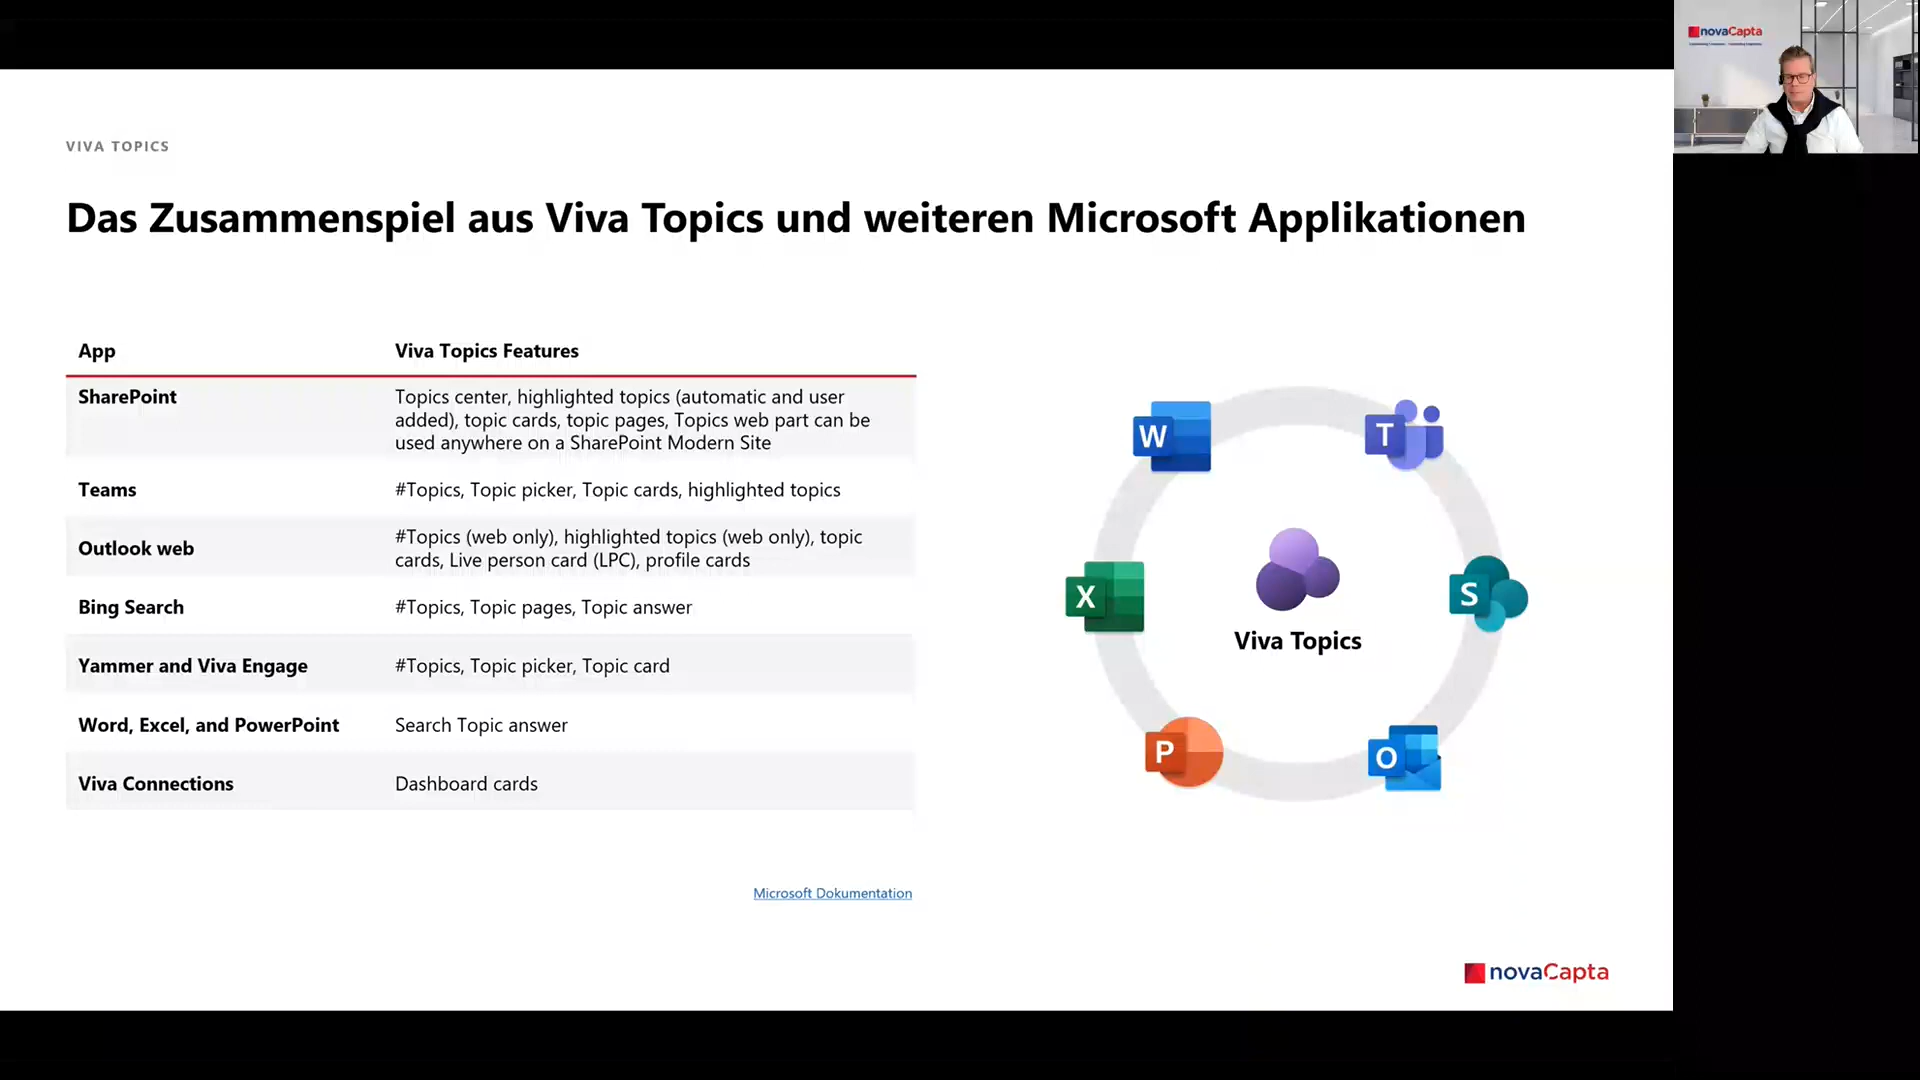 novaCapta
VIVA TOPICS
Das Zusammenspiel aus Viva Topics und weiteren Microsoft Applikationen
App
Viva Topics Features
SharePoint
Topics center, highlighted topics (automatic and user
added), topic cards, topic pages, Topics web part can be
used anywhere on a SharePoint Modern Site
Teams
#Topics, Topic picker, Topic cards, highlighted topics
Outlook web
#Topics (web only), highlighted topics (web only), topic
cards, Live person card (LPC), profile cards
Bing Search
#Topics, Topic pages, Topic answer
Yammer and Viva Engage
#Topics, Topic picker, Topic card
Word, Excel, and PowerPoint
Search Topic answer
Viva Connections
Dashboard cards
Microsoft Dokumentation
W
T
X
S
Viva Topics
P
O
novaCapta